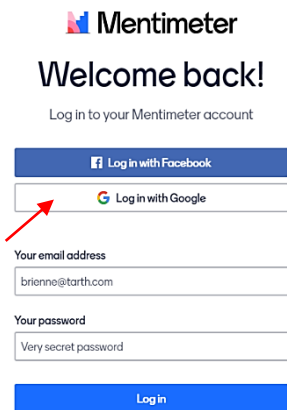 Mentimeter
Welcome back!
Log in to your Mentimeter account
Log in with Facebook
Log in with Google
Your email address
brienne@tarth.com
Your password
Very secret password
Log in